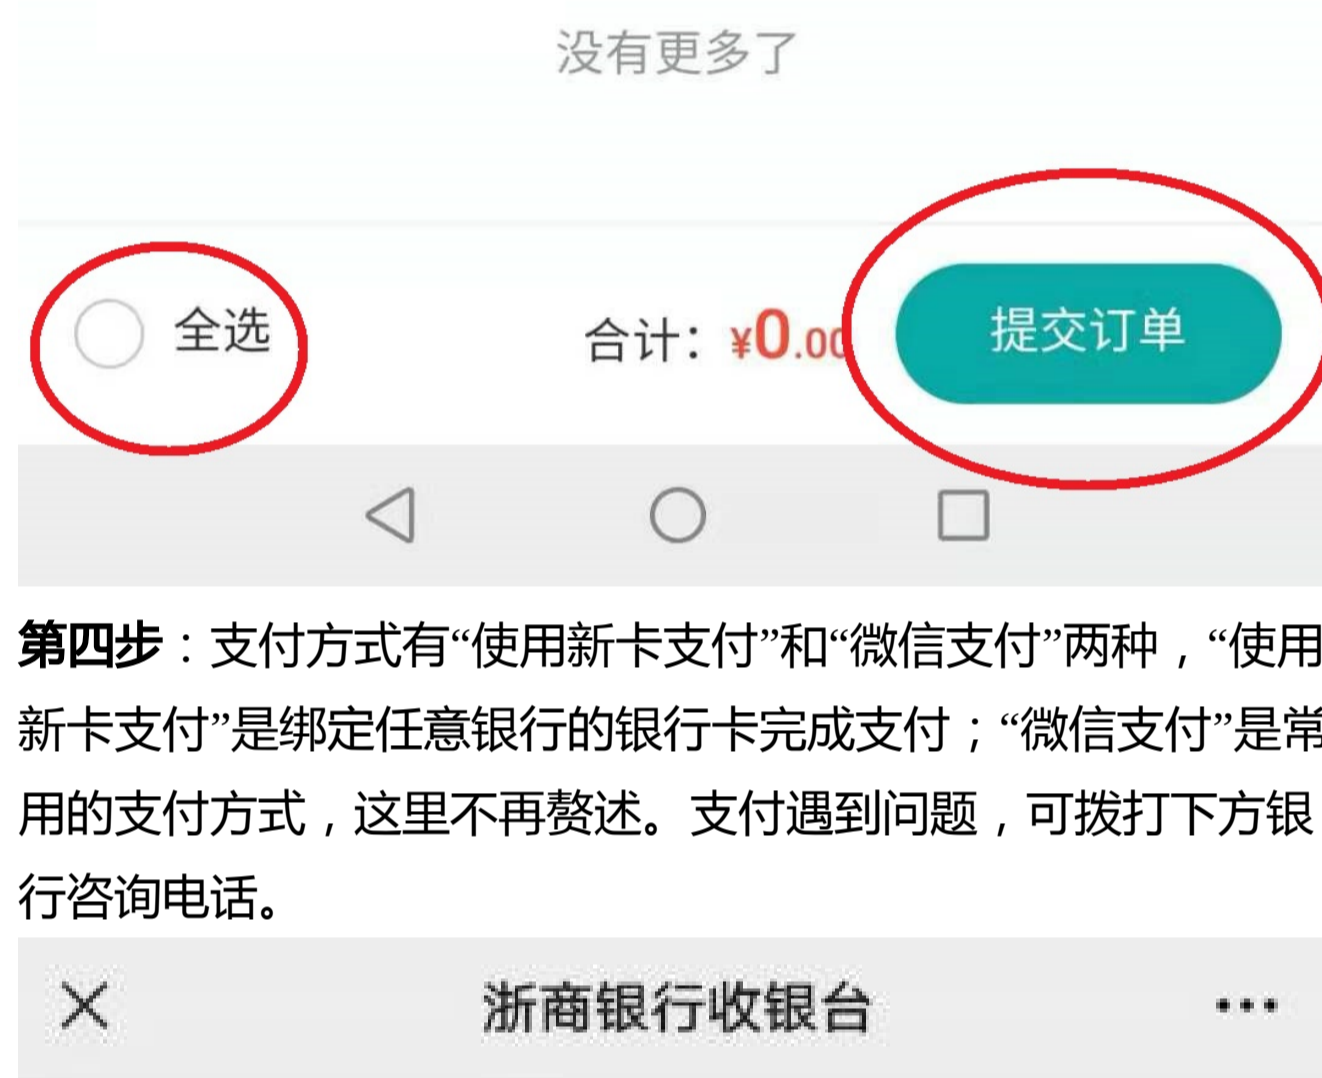 没有更多了
全选 合计：¥0.00 提交订单
第四步：支付方式有“使用新卡支付”和“微信支付”两种，“使用
新卡支付”是绑定任意银行的银行卡完成支付；“微信支付”是常
用的支付方式，这里不再赘述。支付遇到问题，可拨打下方银
行咨询电话。
浙商银行收银台